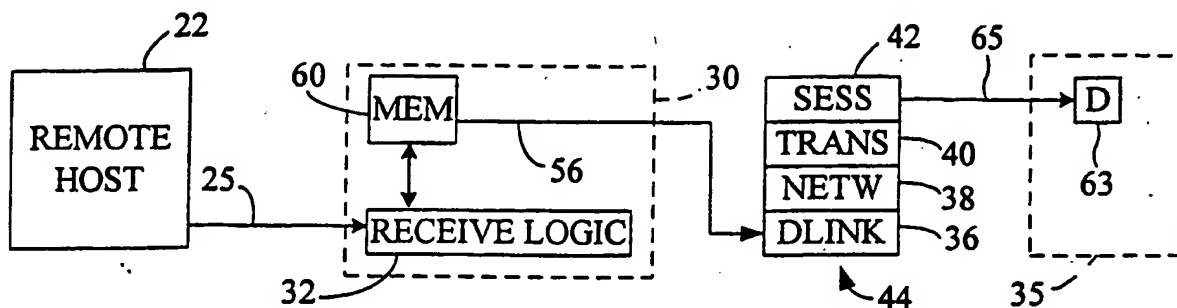 22
REMOTE
HOST
25
60
MEM
30
56
RECEIVE LOGIC
32
42
SESS
TRANS
40
NETW
38
DLINK
36
44
65
D
63
35